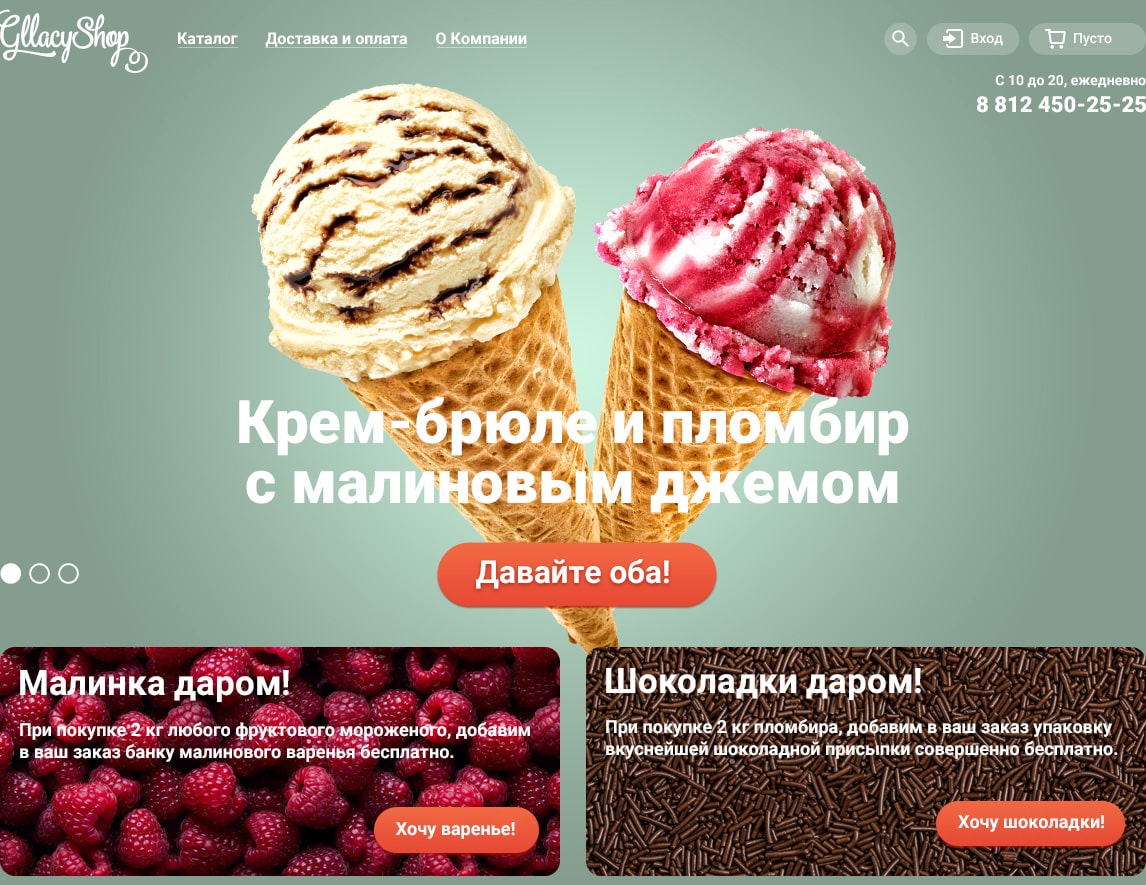 GllacyShop
Каталог
Доставка и оплата
О Компании
Вход
Пусто
С 10 до 20, ежедневно
8 812 450-25-25
Крем-брюле и пломбир
с малиновым джемом
Давайте оба!
Малинка даром!
При покупке 2 кг любого фруктового мороженого, добавим
в ваш заказ банку малинового варенья бесплатно.
Хочу варенье!
Шоколадки даром!
При покупке 2 кг пломбира, добавим в ваш заказ упаковку
вкуснейшей шоколадной присыпки совершенно бесплатно.
Хочу шоколадки!